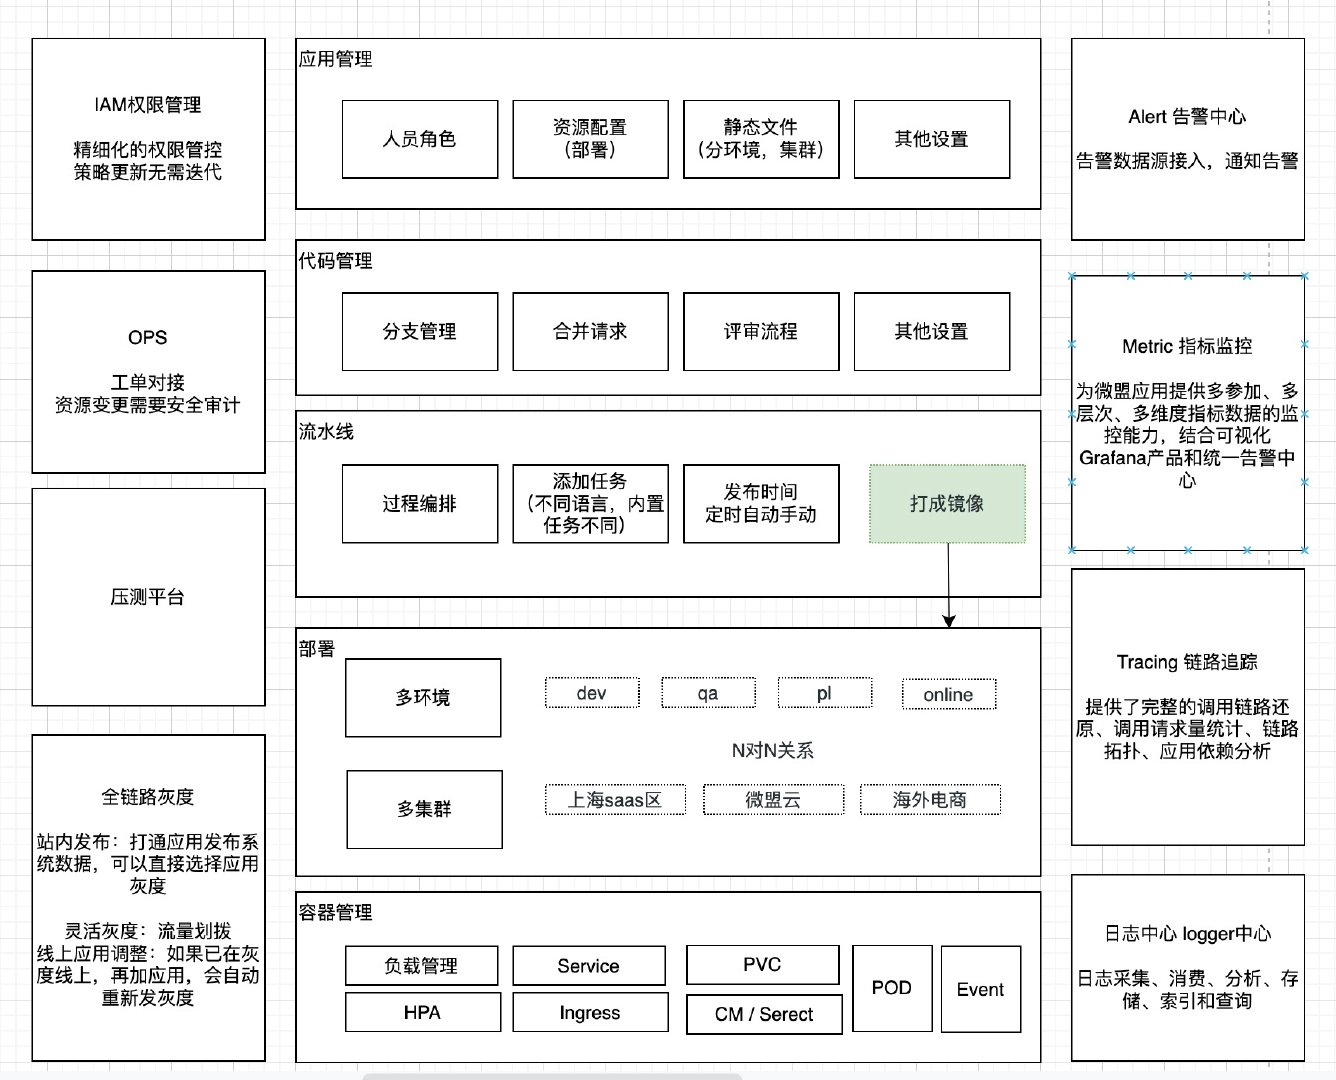 IAM权限管理
精细化的权限管控
策略更新无需迭代
OPS
工单对接
资源变更需要安全审计
压测平台
全链路灰度
站内发布：打通应用发布系
统数据，可以直接选择应用
灰度
灵活灰度：流量划拨
线上应用调整：如果已在灰
度线上，再加应用，会自动
重新发灰度
应用管理
人员角色
资源配置
（部署）
静态文件
（分环境，集群）
其他设置
代码管理
分支管理
合并请求
评审流程
其他设置
流水线
过程编排
添加任务
（不同语言，内置
任务不同）
发布时间
定时自动手动
打成镜像
部署
多环境
dev
qa
pl
online
N对N关系
多集群
上海saas区
微盟云
海外电商
容器管理
负载管理
Service
PVC
POD
Event
HPA
Ingress
CM / Serect
Alert 告警中心
告警数据源接入，通知告警
Metric 指标监控
为微盟应用提供多参加、多
层次、多维度指标数据的监
控能力，结合可视化
Grafana产品和统一告警中
心
Tracing 链路追踪
提供了完整的调用链路还
原、调用请求量统计、链路
拓扑、应用依赖分析
日志中心 logger中心
日志采集、消费、分析、存
储、索引和查询